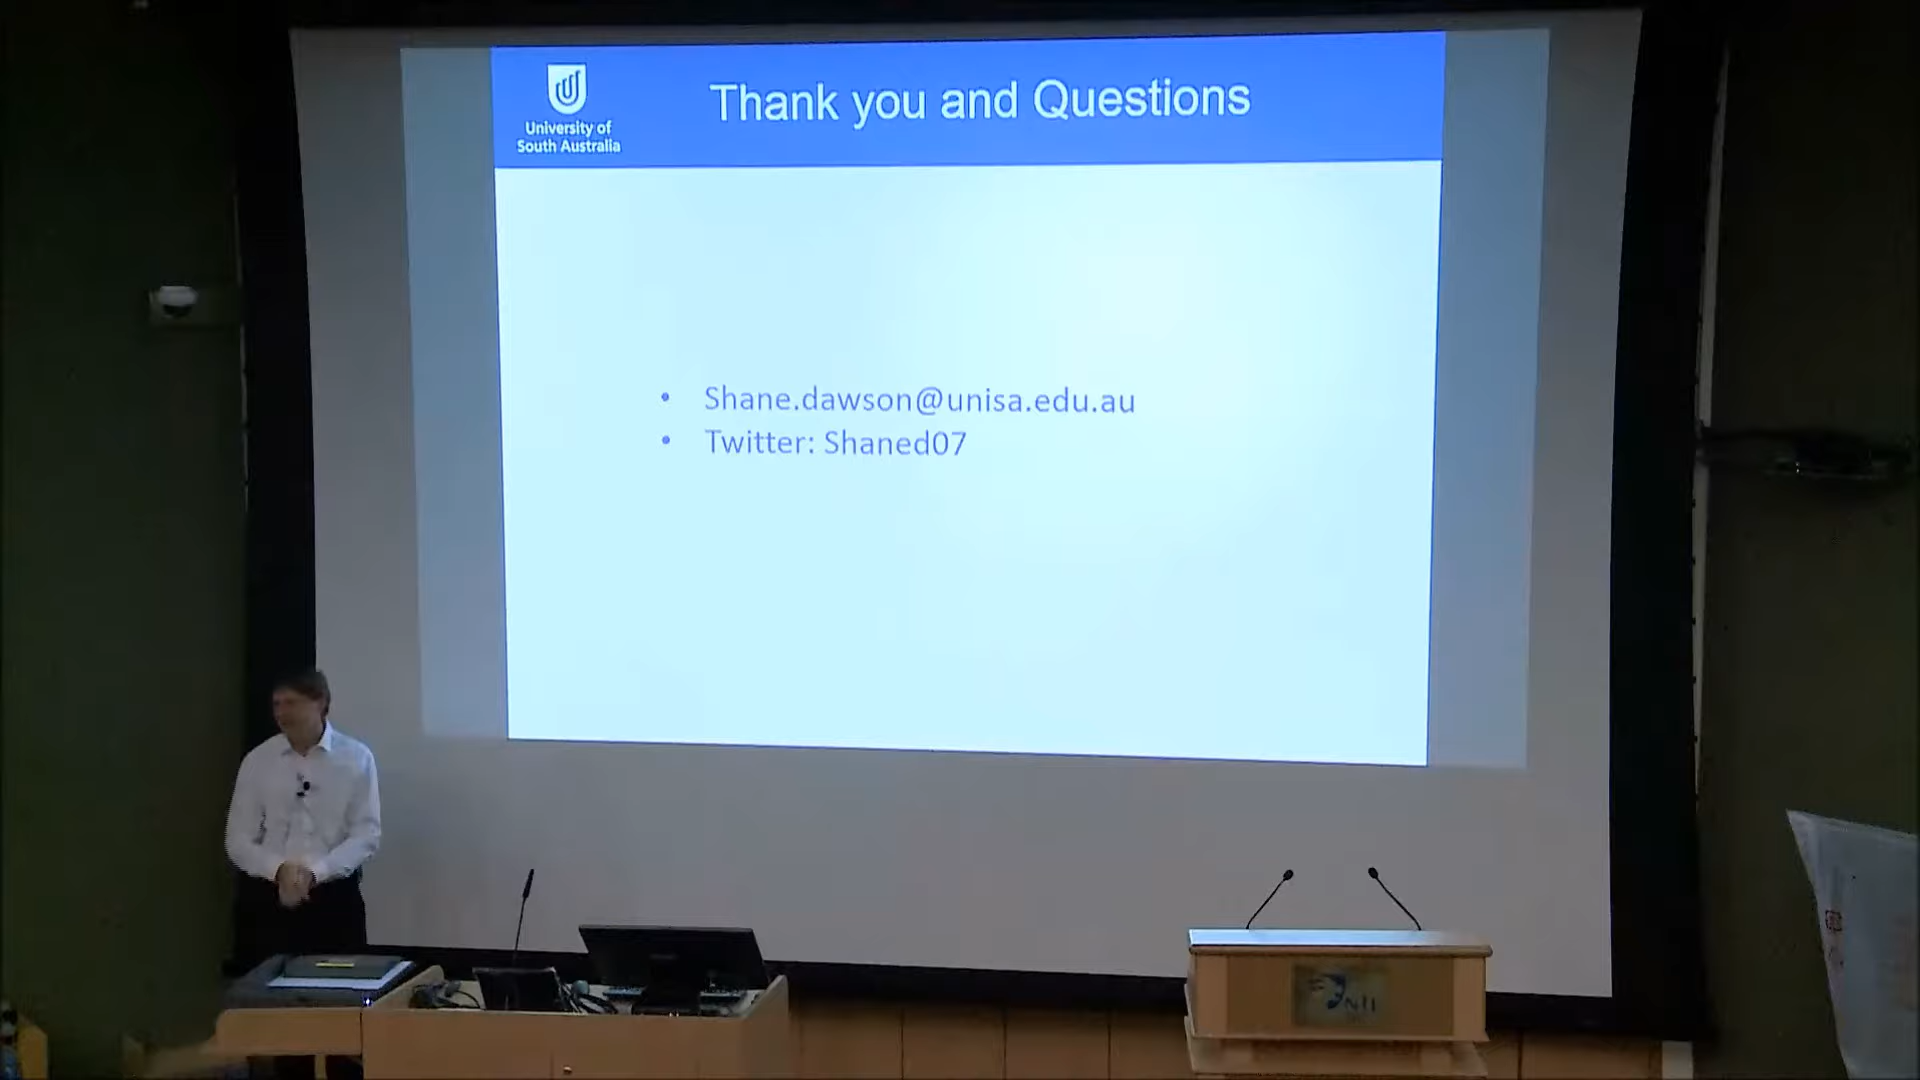 University of
South Australia
Thank you and Questions
• Shane.dawson@unisa.edu.au
• Twitter: Shaned07